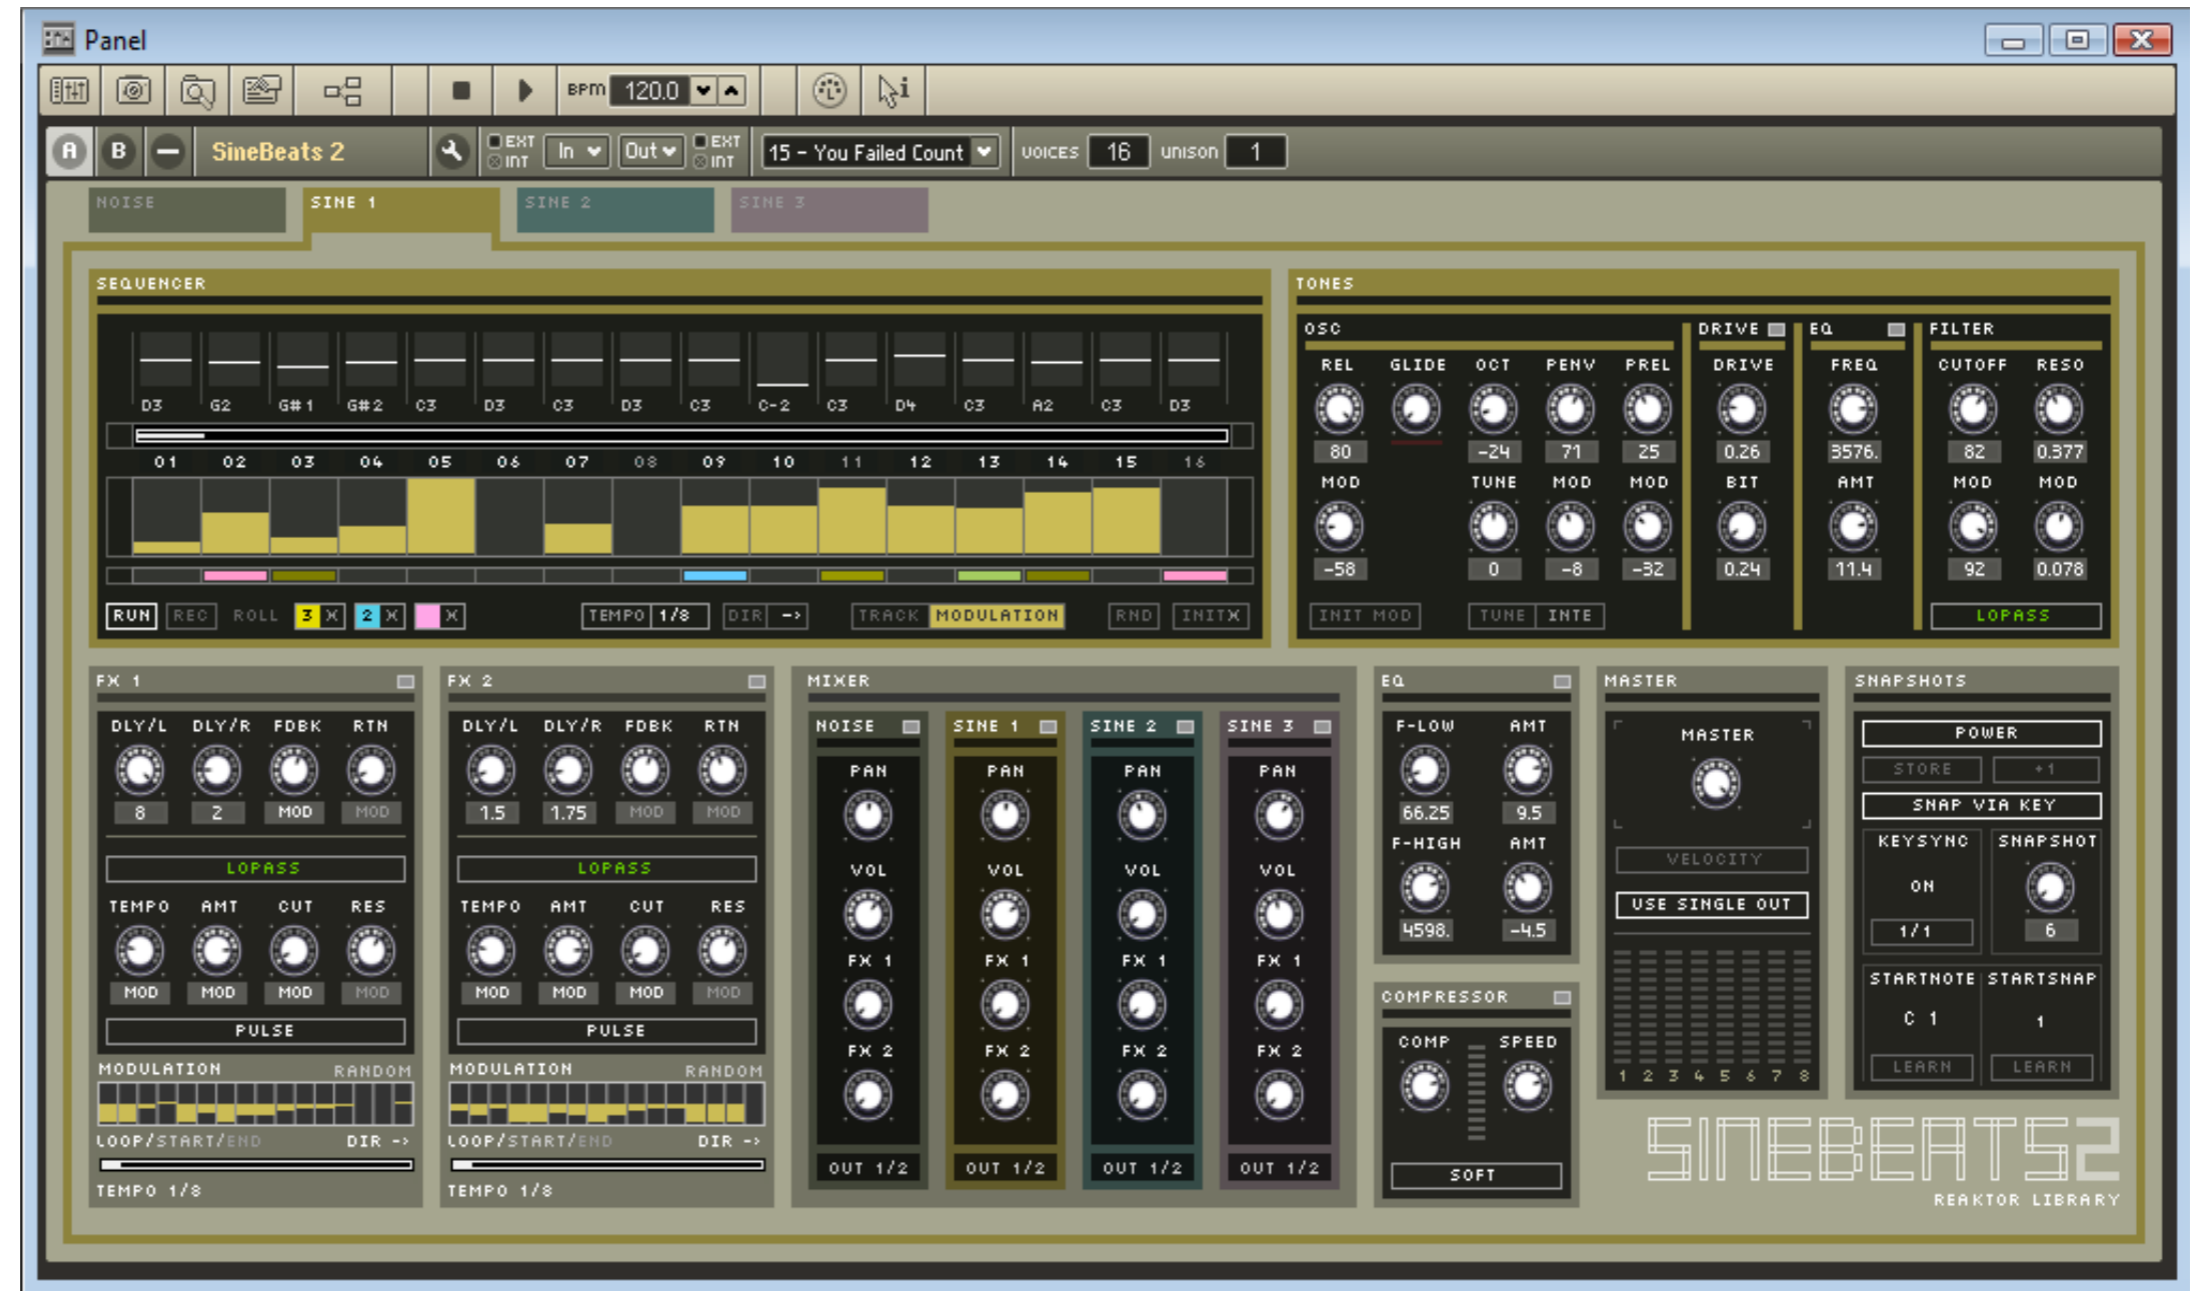 Panel
BPM 120.0
A B SineBeats 2 EXT INT In Out EXT INT 15 – You Failed Count VOICES 16 UNISON 1
NOISE SINE 1 SINE 2 SINE 3
SEQUENCER
D3 G2 G#1 G#2 C3 D3 C3 D3 C3 C-2 C3 D4 C3 A2 C3 D3
01 02 03 04 05 06 07 08 09 10 11 12 13 14 15 16
RUN REC ROLL 3 X 2 X X TEMPO 1/8 DIR -> TRACK MODULATION RND INIT X
TONES
OSC DRIVE EQ FILTER
REL GLIDE OCT PENV PREL DRIVE FREQ CUTOFF RESO
80 -24 71 25 0.26 3576. 82 0.377
MOD TUNE MOD MOD BIT AMT MOD MOD
-58 0 -8 -32 0.24 11.4 92 0.078
INIT MOD TUNE INTE LOPASS
FX 1
DLY/L DLY/R FDBK RTN
8 2 MOD MOD
LOPASS
TEMPO AMT CUT RES
MOD MOD MOD MOD
PULSE
MODULATION RANDOM
LOOP/START/END DIR ->
TEMPO 1/8
FX 2
DLY/L DLY/R FDBK RTN
1.5 1.75 MOD MOD
LOPASS
TEMPO AMT CUT RES
MOD MOD MOD MOD
PULSE
MODULATION RANDOM
LOOP/START/END DIR ->
TEMPO 1/8
MIXER
NOISE SINE 1 SINE 2 SINE 3
PAN PAN PAN PAN
VOL VOL VOL VOL
FX 1 FX 1 FX 1 FX 1
FX 2 FX 2 FX 2 FX 2
OUT 1/2 OUT 1/2 OUT 1/2 OUT 1/2
EQ
F-LOW AMT
66.25 9.5
F-HIGH AMT
4598. -4.5
COMPRESSOR
COMP SPEED
SOFT
MASTER
MASTER
VELOCITY
USE SINGLE OUT
1 2 3 4 5 6 7 8
SNAPSHOTS
POWER
STORE +1
SNAP VIA KEY
KEYSYNC SNAPSHOT
ON
1/1 6
STARTNOTE STARTSNAP
C 1 1
LEARN LEARN
SINEBEATS2
REAKTOR LIBRARY